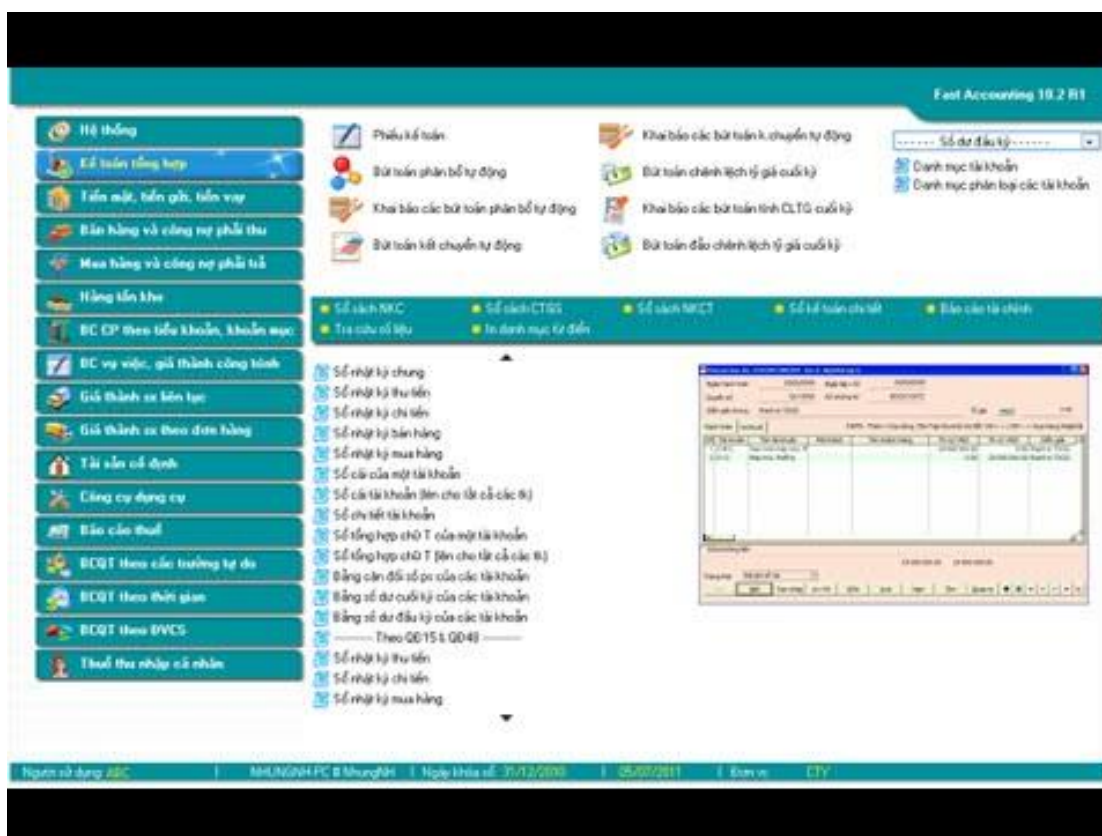 Fast Accounting 10.2 R1
Hệ thống
Kế toán tổng hợp
Tiền mặt, tiền gửi, tiền vay
Bán hàng và công nợ phải thu
Mua hàng và công nợ phải trả
Hàng tồn kho
BC CP theo tiểu khoản, khoản mục
BC vụ việc, giá thành công trình
Giá thành sx liên tục
Giá thành sx theo đơn hàng
Tài sản cố định
Công cụ dụng cụ
Báo cáo thuế
BCQT theo các trường tự do
BCQT theo thời gian
BCQT theo ĐVCS
Thuế thu nhập cá nhân
Phiếu kế toán
Bút toán phân bổ tự động
Khai báo các bút toán phân bổ tự động
Bút toán kết chuyển tự động
Khai báo các bút toán k.chuyển tự động
Bút toán chênh lệch tỷ giá cuối kỳ
Khai báo các bút toán tính CLTG cuối kỳ
Bút toán đảo chênh lệch tỷ giá cuối kỳ
------ Số dư đầu kỳ------
Danh mục tài khoản
Danh mục phân loại các tài khoản
Sổ sách NKC
Sổ sách CTGS
Sổ sách NKCT
Sổ kế toán chi tiết
Báo cáo tài chính
Tra cứu số liệu
In danh mục từ điển
Sổ nhật ký chung
Sổ nhật ký thu tiền
Sổ nhật ký chi tiền
Sổ nhật ký bán hàng
Sổ nhật ký mua hàng
Sổ cái của một tài khoản
Sổ cái tài khoản (lên cho tất cả các tk)
Sổ chi tiết tài khoản
Sổ tổng hợp chữ T của một tài khoản
Sổ tổng hợp chữ T (lên cho tất cả các tk)
Bảng cân đối số ps của các tài khoản
Bảng số dư cuối kỳ của các tài khoản
Bảng số dư đầu kỳ của các tài khoản
--------- Theo QĐ15 & QĐ48 ---------
Sổ nhật ký thu tiền
Sổ nhật ký chi tiền
Sổ nhật ký mua hàng
Người sử dụng: ABC | NHUNGNH-PC # NhungNH | Ngày khóa sổ: 31/12/2010 | 05/07/2011 | Đơn vị: CTY